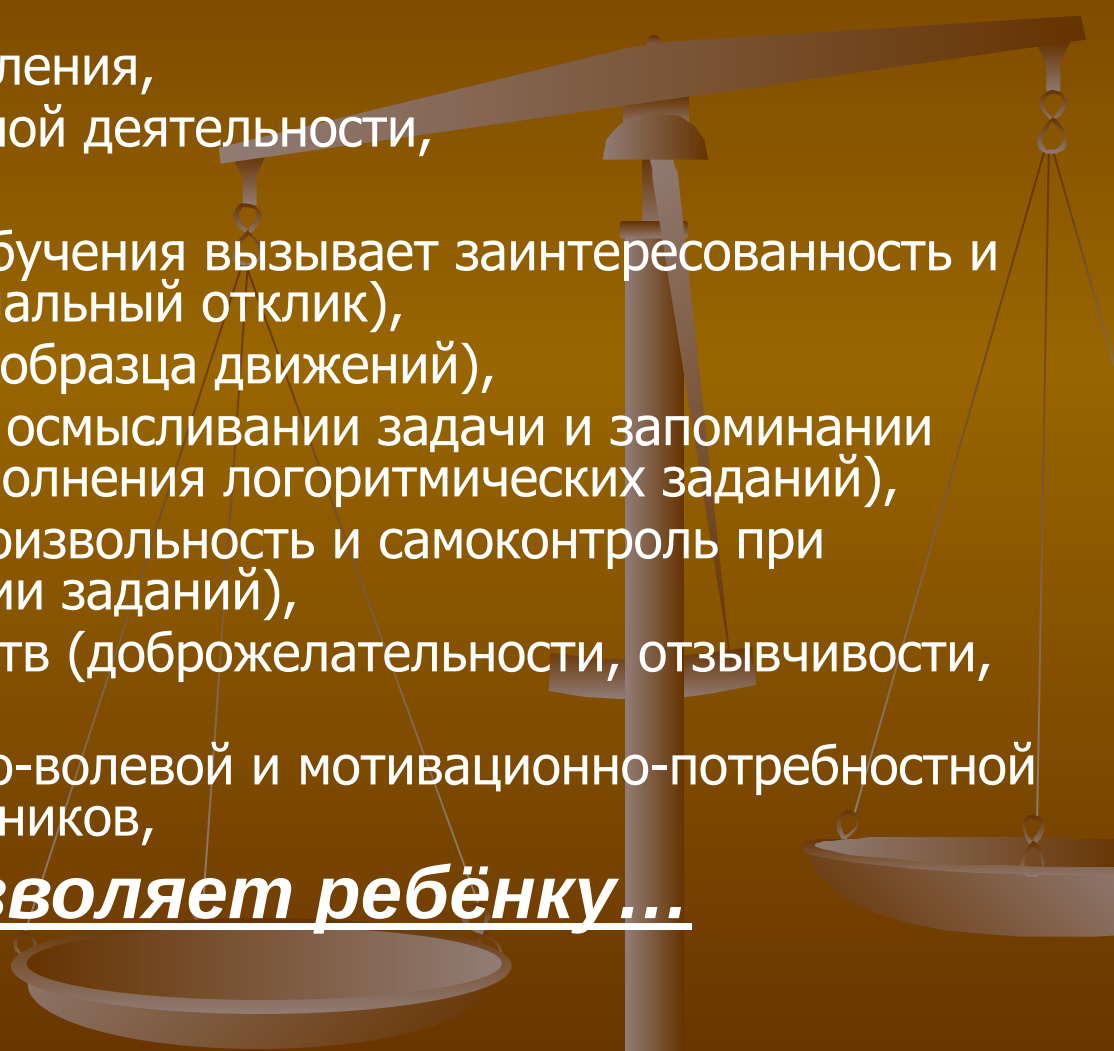 ления,
ной деятельности,
бучения вызывает заинтересованность и
нальный отклик),
образца движений),
осмысливании задачи и запоминании
олнения логоритмических заданий),
оизвольность и самоконтроль при
ии заданий),
тв (доброжелательности, отзывчивости,
о-волевой и мотивационно-потребностной
ников,
зволяет ребёнку…